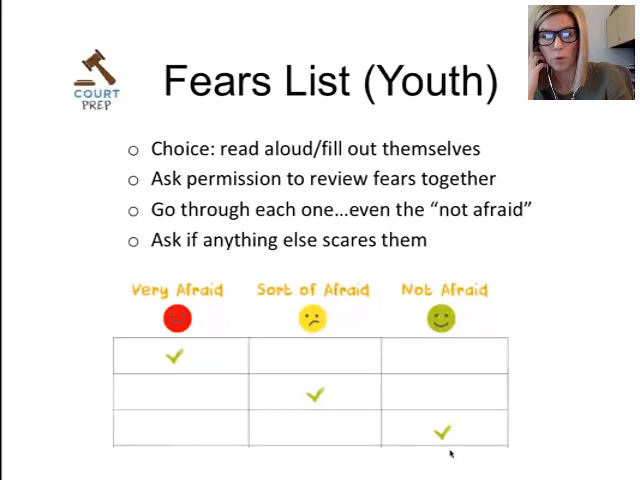 COURT
PREP
Fears List (Youth)
o Choice: read aloud/fill out themselves
o Ask permission to review fears together
o Go through each one…even the “not afraid”
o Ask if anything else scares them
Very Afraid Sort of Afraid Not Afraid